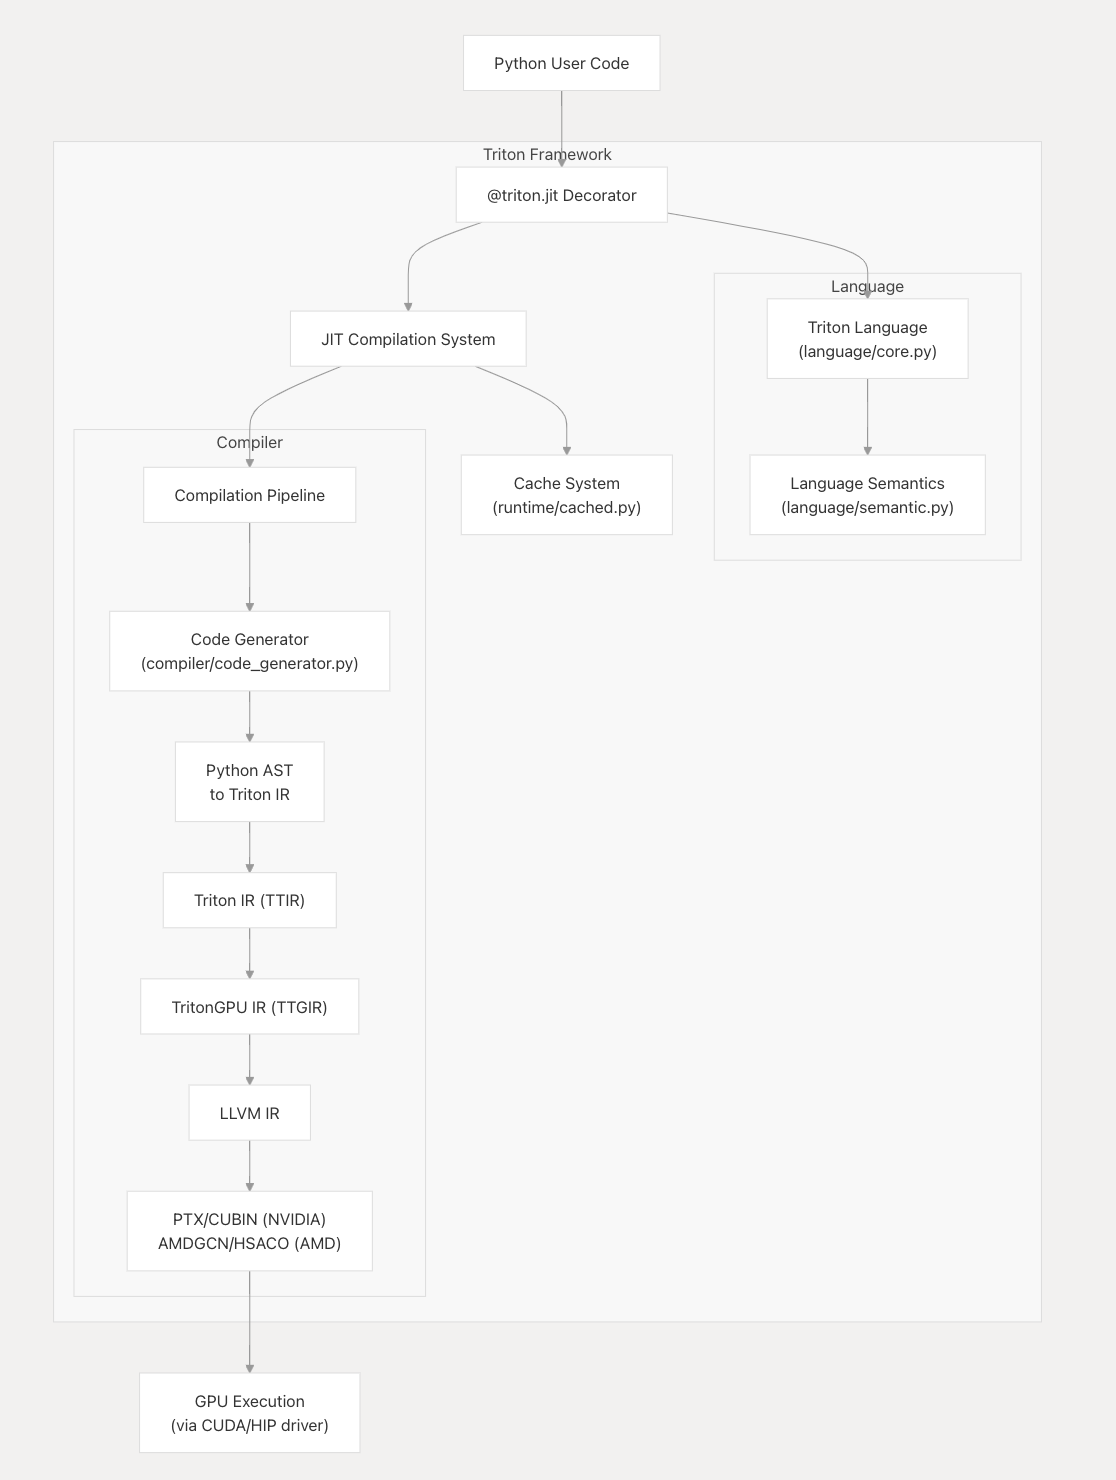 Python User Code
Triton Framework
@triton.jit Decorator
Language
Triton Language
(language/core.py)
JIT Compilation System
Compiler
Compilation Pipeline
Cache System
(runtime/cached.py)
Language Semantics
(language/semantic.py)
Code Generator
(compiler/code_generator.py)
Python AST
to Triton IR
Triton IR (TTIR)
TritonGPU IR (TTGIR)
LLVM IR
PTX/CUBIN (NVIDIA)
AMDGCN/HSACO (AMD)
GPU Execution
(via CUDA/HIP driver)